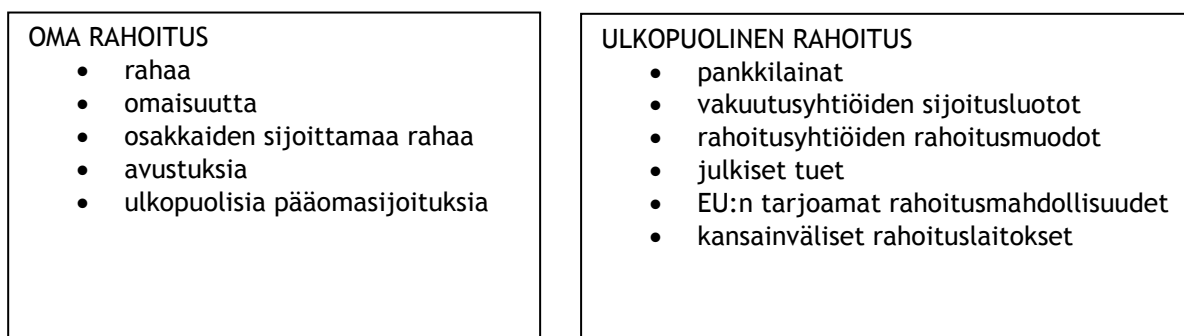 OMA RAHOITUS
• rahaa
• omaisuutta
• osakkaiden sijoittamaa rahaa
• avustuksia
• ulkopuolisia pääomasijoituksia
ULKOPUOLINEN RAHOITUS
• pankkilainat
• vakuutusyhtiöiden sijoitusluotot
• rahoitusyhtiöiden rahoitusmuodot
• julkiset tuet
• EU:n tarjoamat rahoitusmahdollisuudet
• kansainväliset rahoituslaitokset